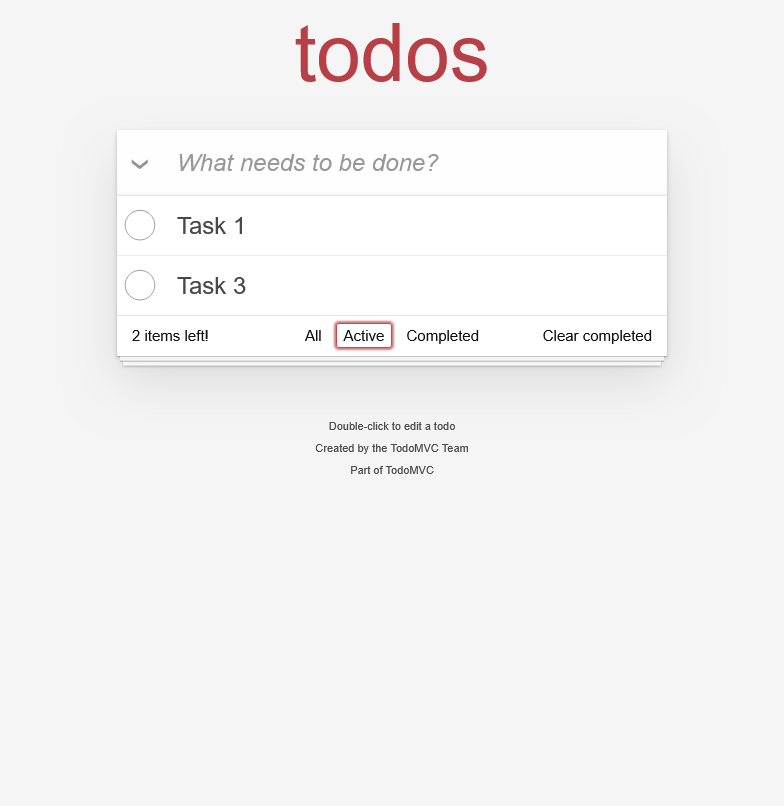 todos
What needs to be done?
Task 1
Task 3
2 items left!
All Active Completed
Clear completed
Double-click to edit a todo
Created by the TodoMVC Team
Part of TodoMVC